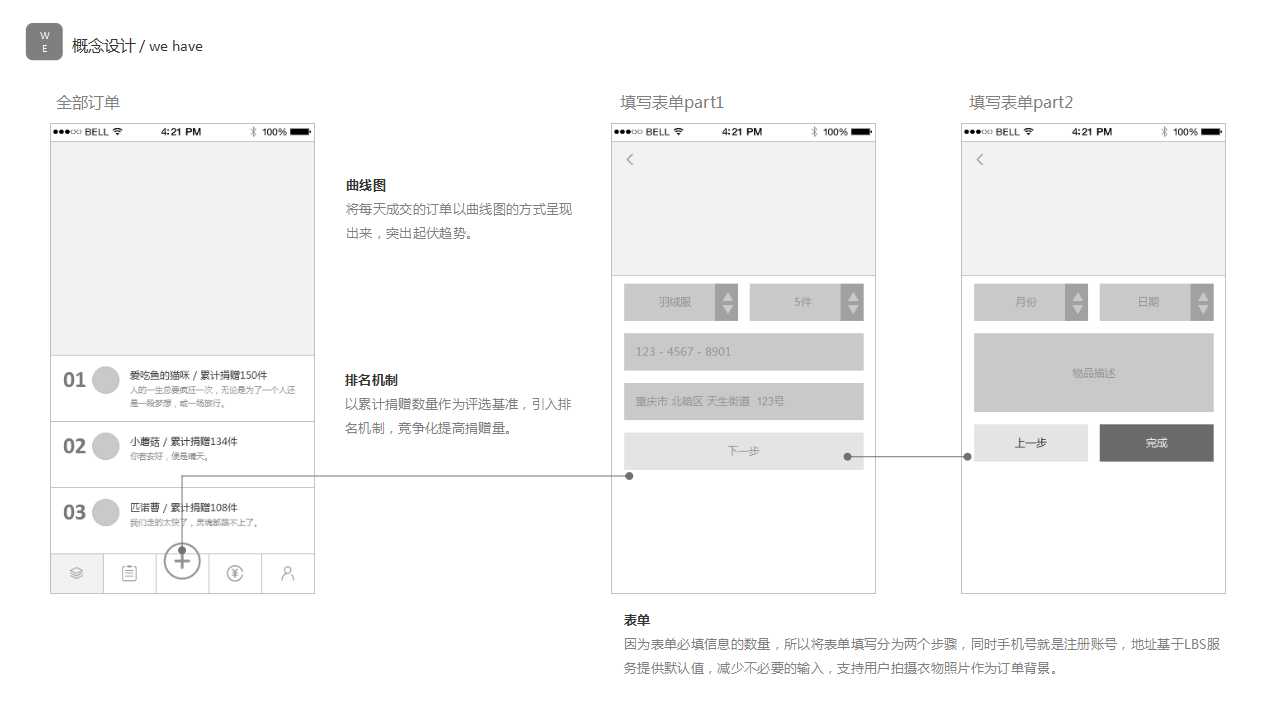 W
E
概念设计 / we have
全部订单
BELL 4:21 PM 100%
01
爱吃鱼的猫咪 / 累计捐赠150件
人的一生总要疯狂一次，无论是为了一个人还
是一段梦想，或一场旅行。
02
小蘑菇 / 累计捐赠134件
你若安好，便是晴天。
03
匹诺曹 / 累计捐赠108件
我们走的太快了，灵魂都跟不上了。
曲线图
将每天成交的订单以曲线图的方式呈现
出来，突出起伏趋势。
排名机制
以累计捐赠数量作为评选基准，引入排
名机制，竞争化提高捐赠量。
填写表单part1
BELL 4:21 PM 100%
羽绒服 5件
123 - 4567 - 8901
重庆市 北碚区 天生街道 123号
下一步
填写表单part2
BELL 4:21 PM 100%
月份 日期
物品描述
上一步 完成
表单
因为表单必填信息的数量，所以将表单填写分为两个步骤，同时手机号就是注册账号，地址基于LBS服
务提供默认值，减少不必要的输入，支持用户拍摄衣物照片作为订单背景。